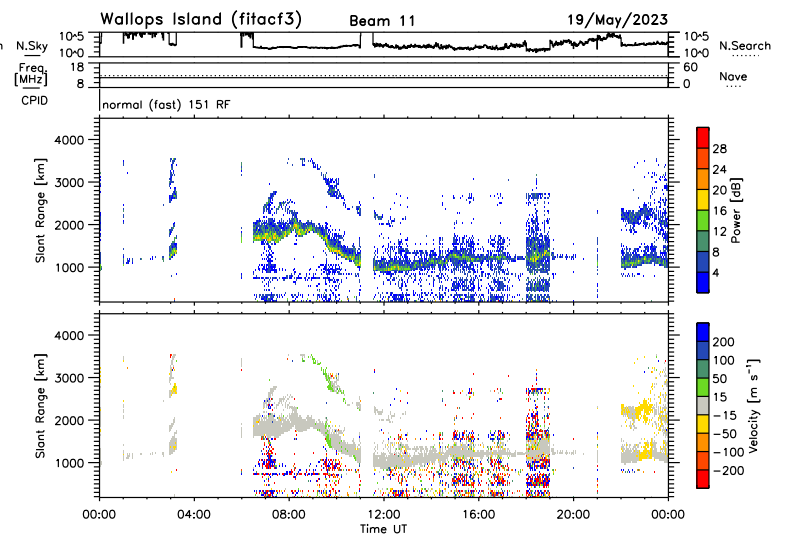 Wallops Island (fitacf3) Beam 11 19/May/2023
n N.Sky 10^5 10^0 10^5 10^0 N.Search
Freq. [MHz] 18 8 60 0 Nave
CPID normal (fast) 151 RF
Slant Range [km] 4000 3000 2000 1000
28 24 20 16 12 8 4 Power [dB]
Slant Range [km] 4000 3000 2000 1000
200 100 50 15 −15 −50 −100 −200 Velocity [m s⁻¹]
00:00 04:00 08:00 12:00 16:00 20:00 00:00
Time UT